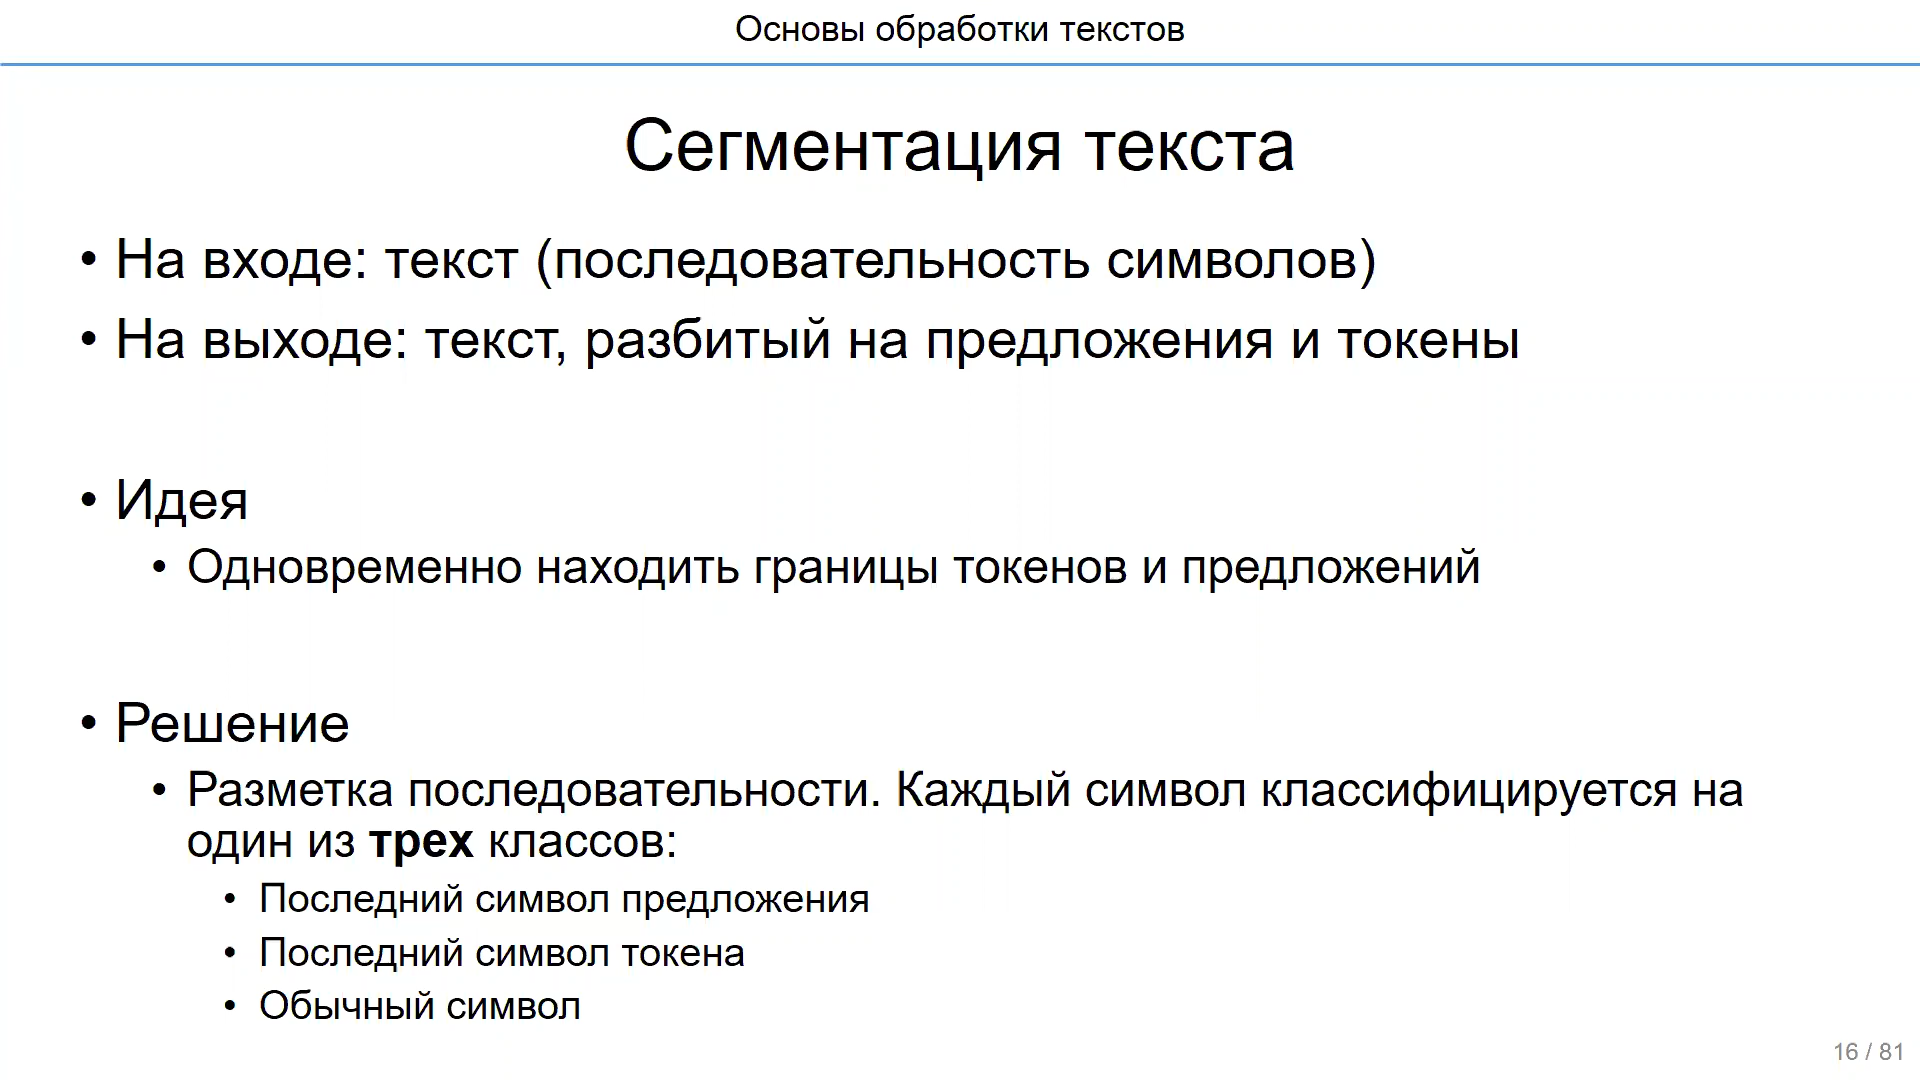 Основы обработки текстов
Сегментация текста
• На входе: текст (последовательность символов)
• На выходе: текст, разбитый на предложения и токены
• Идея
• Одновременно находить границы токенов и предложений
• Решение
• Разметка последовательности. Каждый символ классифицируется на
один из трех классов:
• Последний символ предложения
• Последний символ токена
• Обычный символ
16 / 81